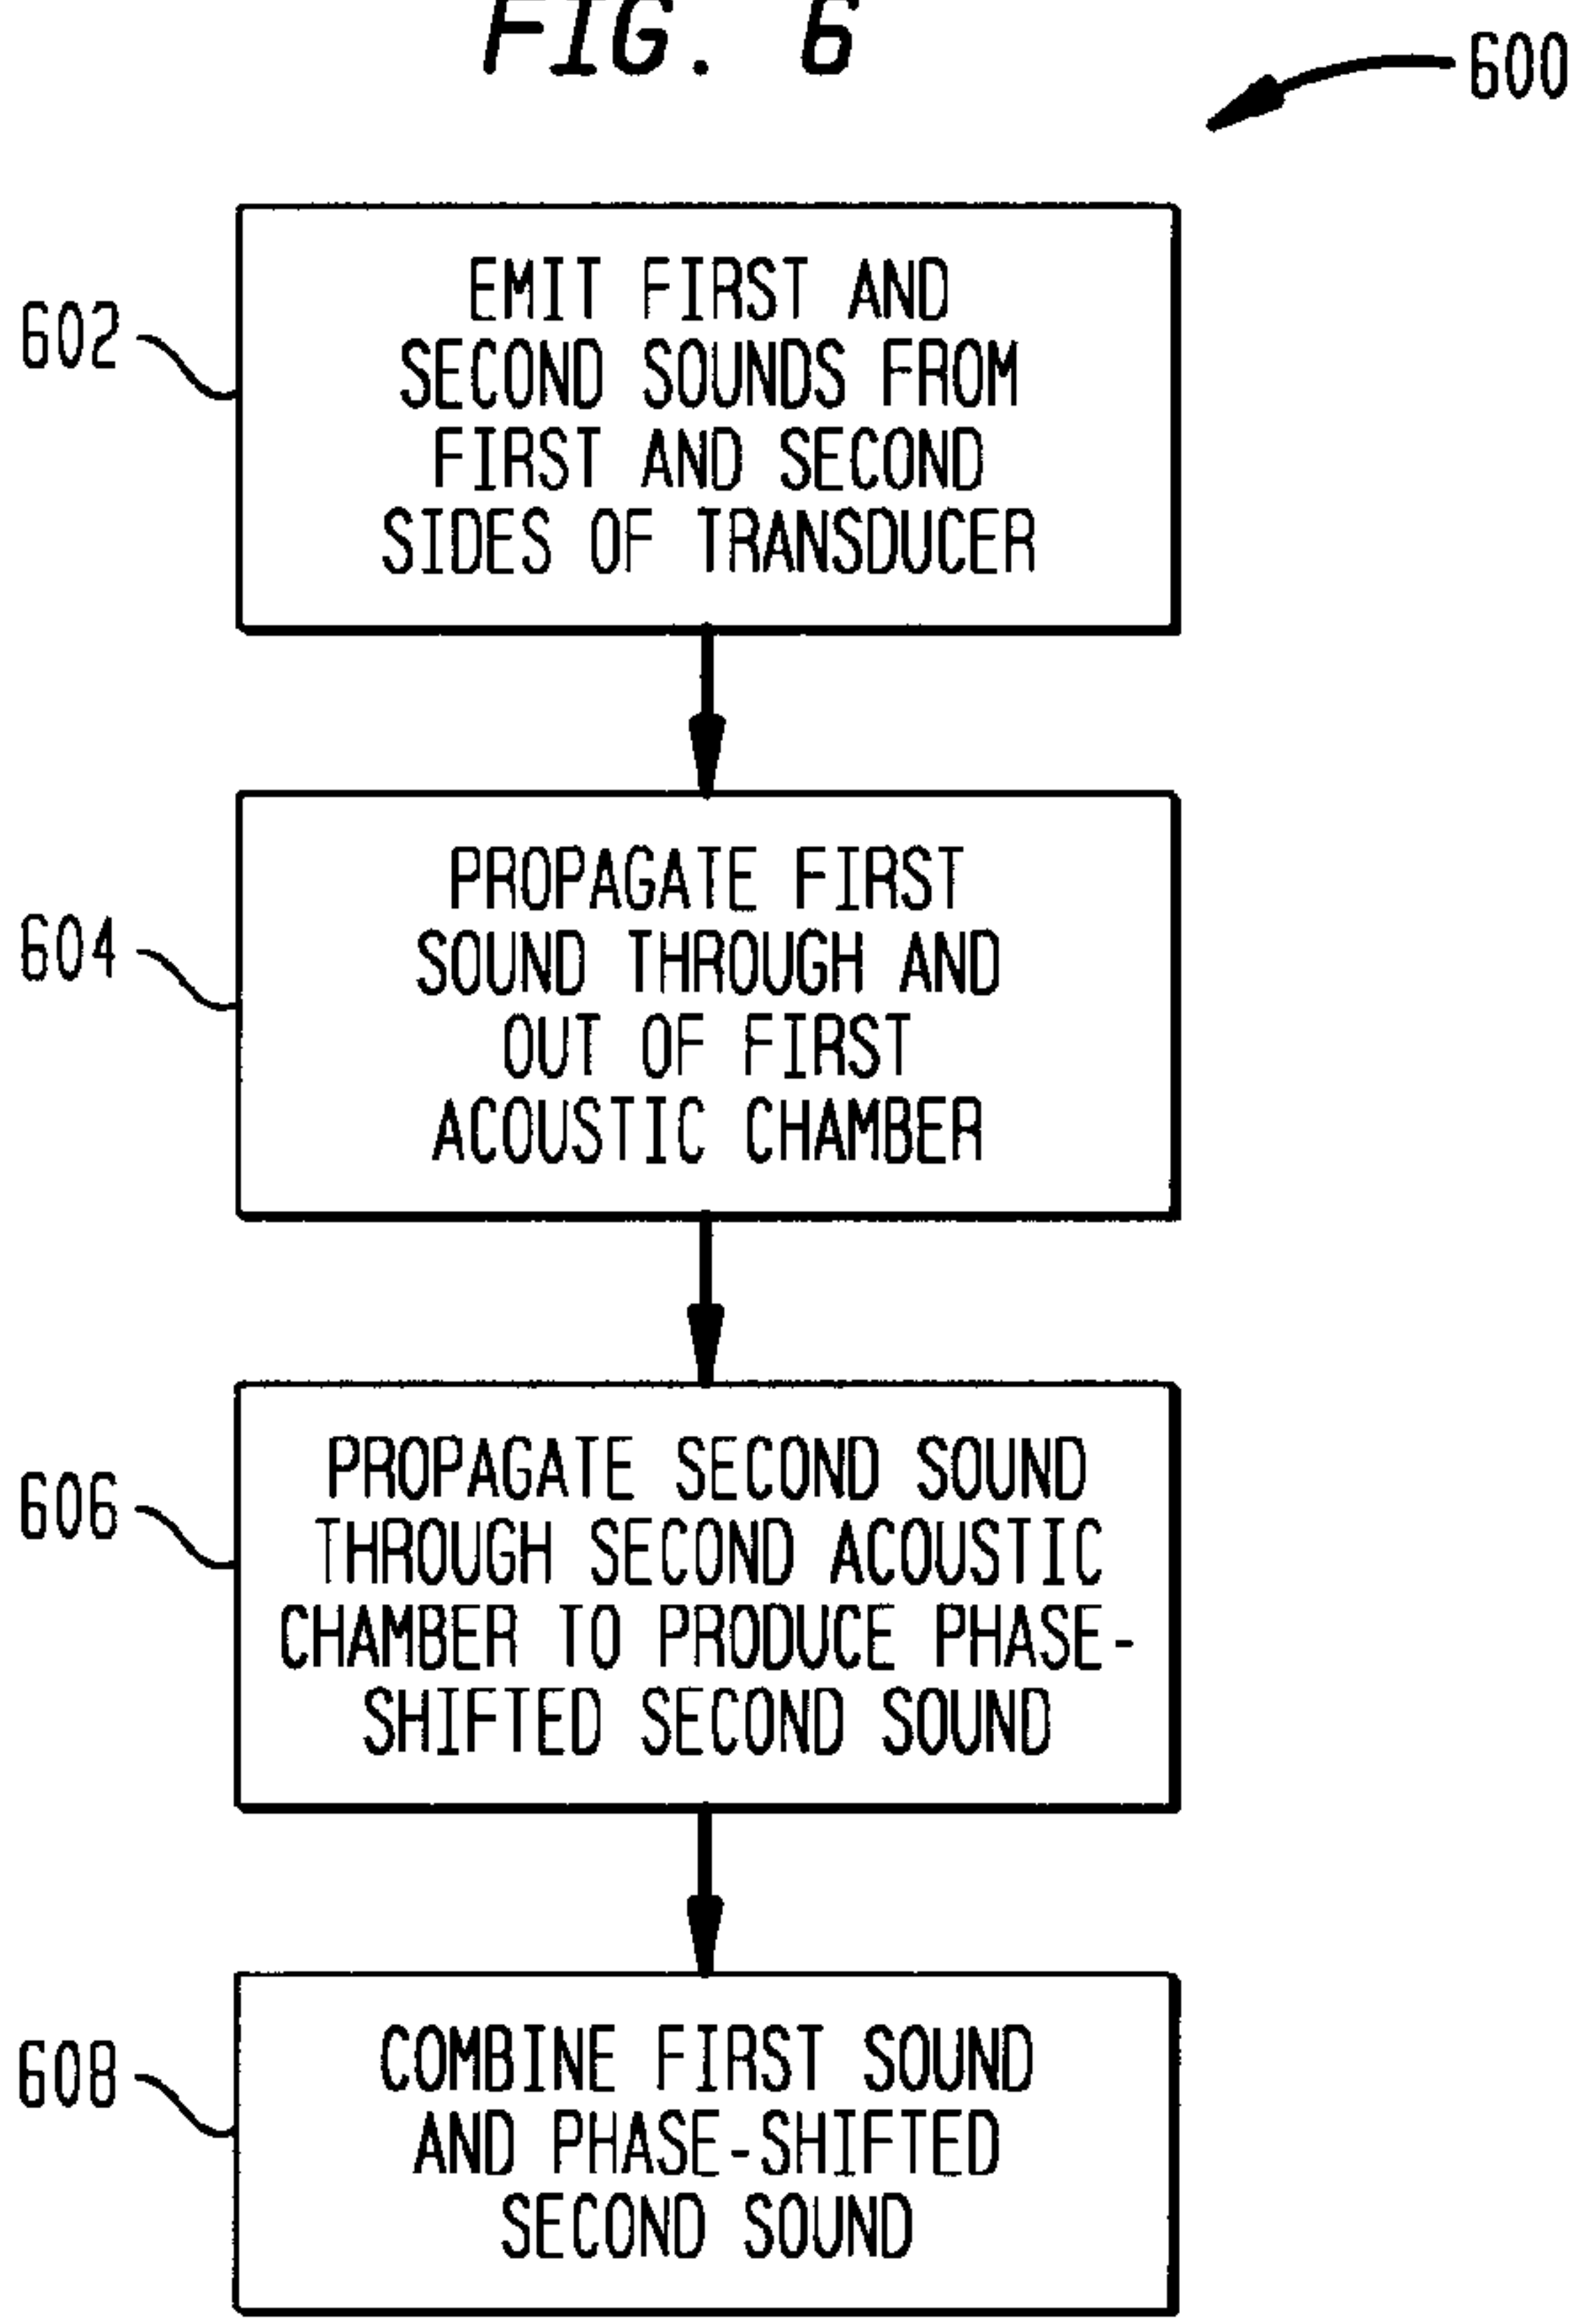 FIG. 6
600
602
EMIT FIRST AND
SECOND SOUNDS FROM
FIRST AND SECOND
SIDES OF TRANSDUCER
604
PROPAGATE FIRST
SOUND THROUGH AND
OUT OF FIRST
ACOUSTIC CHAMBER
606
PROPAGATE SECOND SOUND
THROUGH SECOND ACOUSTIC
CHAMBER TO PRODUCE PHASE-
SHIFTED SECOND SOUND
608
COMBINE FIRST SOUND
AND PHASE-SHIFTED
SECOND SOUND